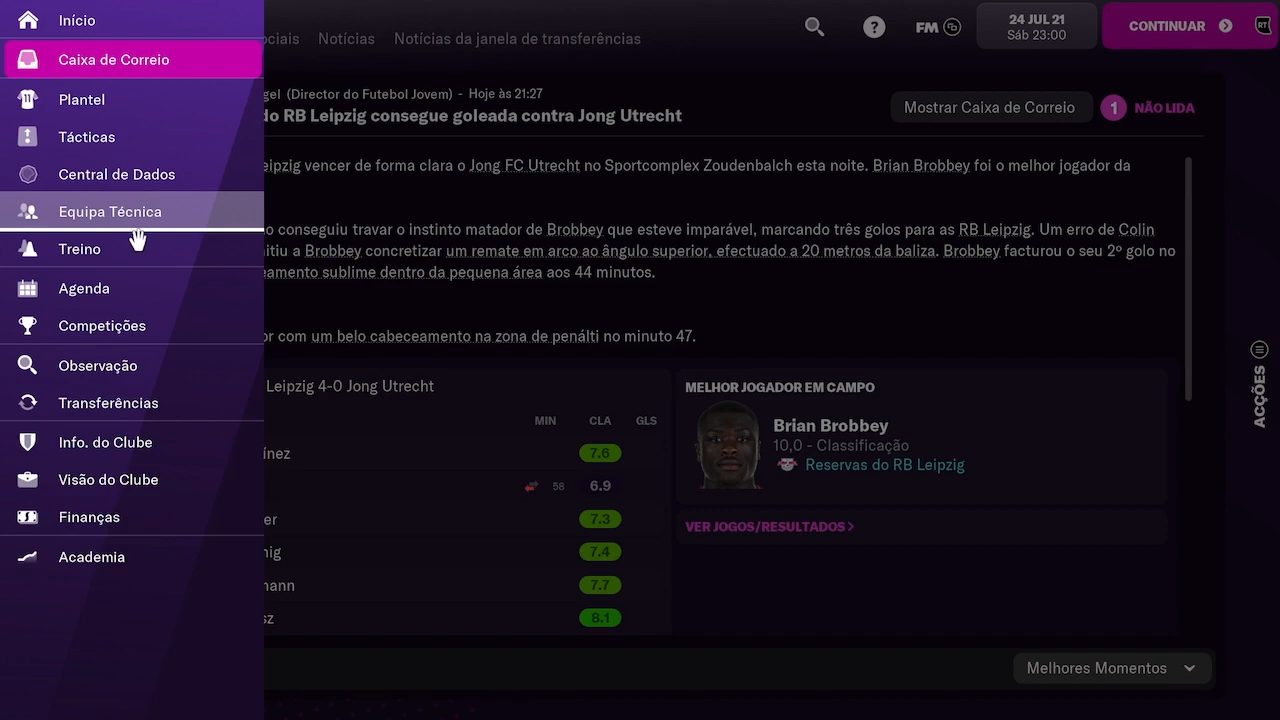 Início
Caixa de Correio
Plantel
Tácticas
Central de Dados
Equipa Técnica
Treino
Agenda
Competições
Observação
Transferências
Info. do Clube
Visão do Clube
Finanças
Academia
ociais Notícias Notícias da janela de transferências
FM
24 JUL 21
Sáb 23:00
CONTINUAR
RT
gel (Director do Futebol Jovem) - Hoje às 21:27
do RB Leipzig consegue goleada contra Jong Utrecht
Mostrar Caixa de Correio
1 NÃO LIDA
eipzig vencer de forma clara o Jong FC Utrecht no Sportcomplex Zoudenbalch esta noite. Brian Brobbey foi o melhor jogador da
o conseguiu travar o instinto matador de Brobbey que esteve imparável, marcando três golos para as RB Leipzig. Um erro de Colin
itiu a Brobbey concretizar um remate em arco ao ângulo superior, efectuado a 20 metros da baliza. Brobbey facturou o seu 2º golo no
eamento sublime dentro da pequena área aos 44 minutos.
or com um belo cabeceamento na zona de penálti no minuto 47.
Leipzig 4-0 Jong Utrecht
MIN CLA GLS
ínez 7.6
58 6.9
er 7.3
nig 7.4
nann 7.7
sz 8.1
MELHOR JOGADOR EM CAMPO
Brian Brobbey
10,0 - Classificação
Reservas do RB Leipzig
VER JOGOS/RESULTADOS >
ACÇÕES
Melhores Momentos